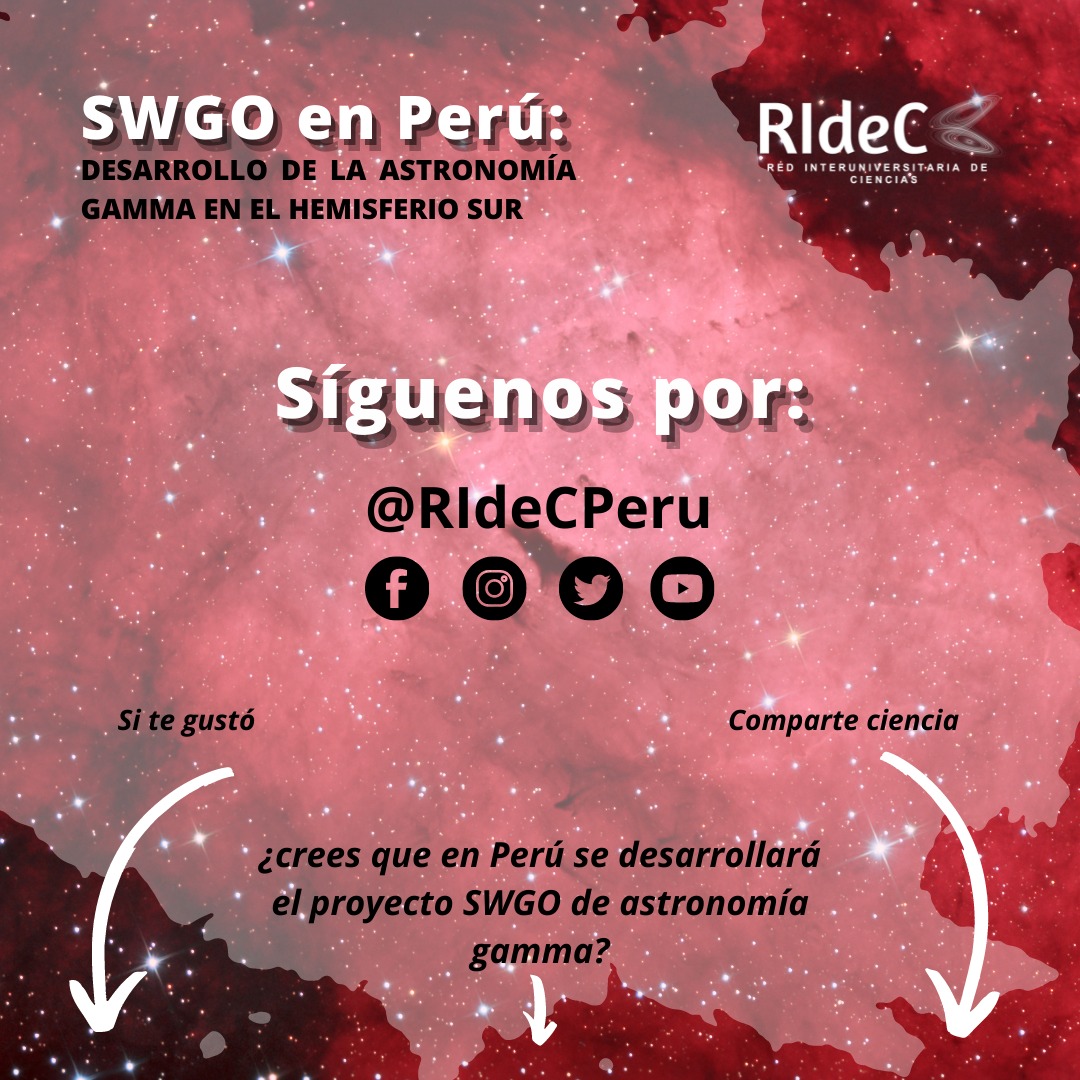 SWGO en Perú:
DESARROLLO DE LA ASTRONOMÍA
GAMMA EN EL HEMISFERIO SUR
RIdeC
RED INTERUNIVERSITARIA DE
CIENCIAS
Síguenos por:
@RIdeCPeru
Si te gustó
Comparte ciencia
¿crees que en Perú se desarrollará
el proyecto SWGO de astronomía
gamma?